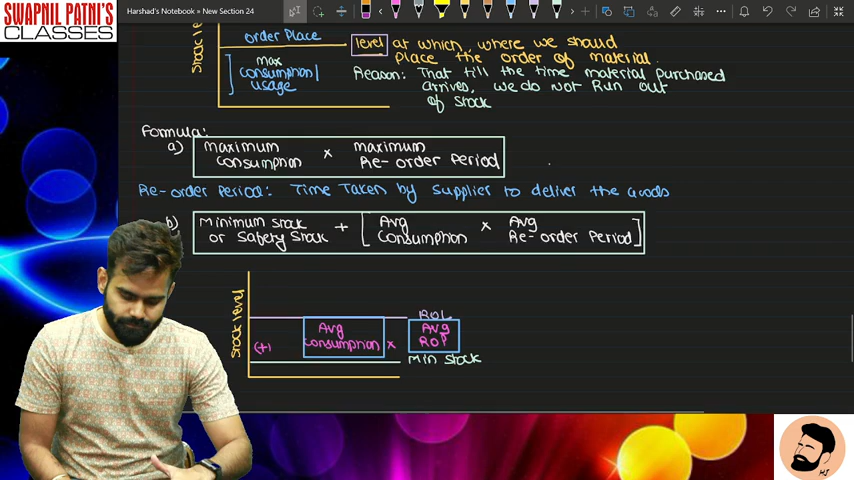 SWAPNIL PATNI'S
CLASSES
Harshad's Notebook » New Section 24
Stock level
order Place
max
consumption/
usage
level at which, where we should
place the order of material.
Reason: That till the time material purchased
arrives, we do not Run out
of stock
Formula:
a) maximum consumption x maximum Re-order Period
Re-order Period: Time Taken by supplier to deliver the Goods
b) Minimum stock or Safety Stock + [Avg consumption x Avg Re-order Period]
Stock level
ROL
(+) Avg consumption x Avg ROP
Min stock
HS